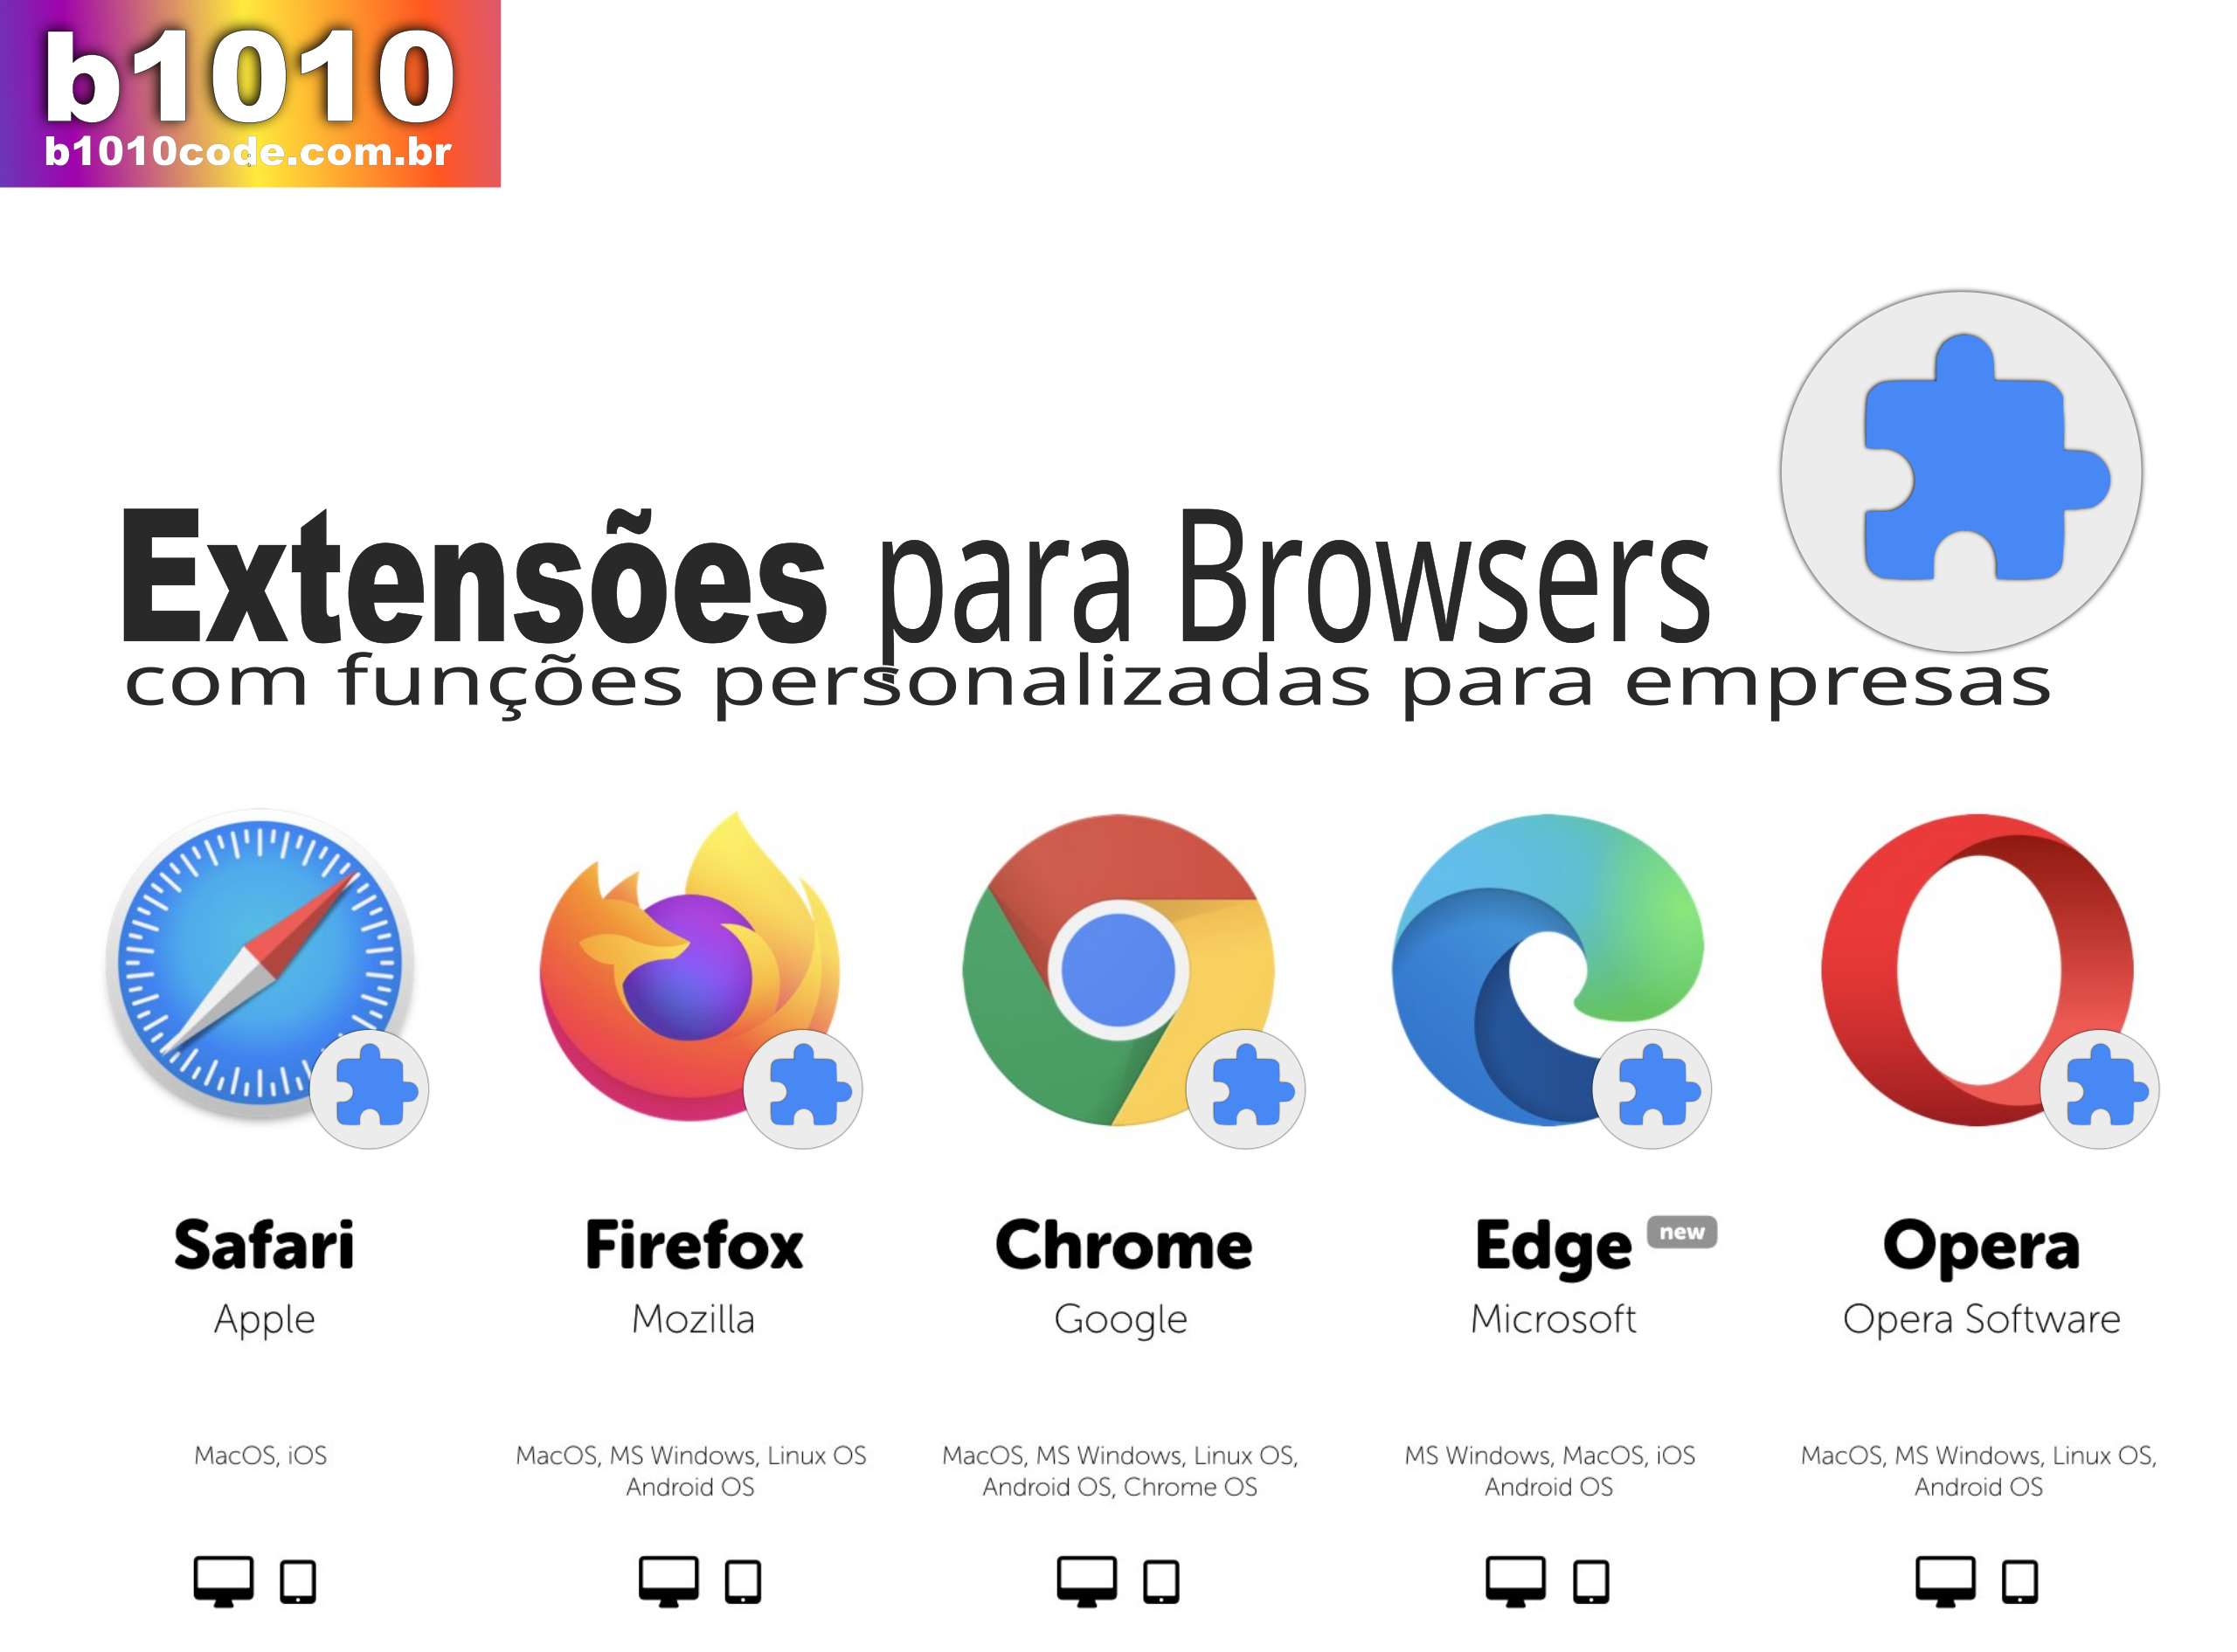 b1010
b1010code.com.br
Extensões para Browsers
com funções personalizadas para empresas
Safari
Apple
MacOS, iOS
Firefox
Mozilla
MacOS, MS Windows, Linux OS
Android OS
Chrome
Google
MacOS, MS Windows, Linux OS,
Android OS, Chrome OS
Edge new
Microsoft
MS Windows, MacOS, iOS
Android OS
Opera
Opera Software
MacOS, MS Windows, Linux OS,
Android OS